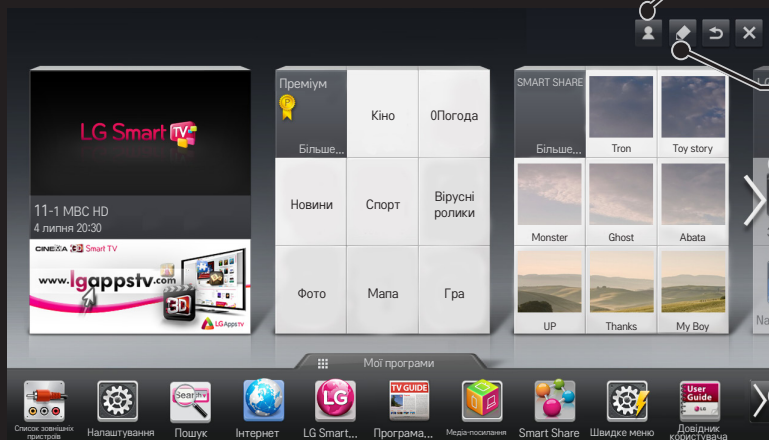 LG Smart TV
11-1 MBC HD
4 липня 20:30
CINEMA 3D Smart TV
www.lgappstv.com
3D
LG Apps tv
Преміум
P
Більше...
Кіно
0Погода
Новини
Спорт
Вірусні
ролики
Фото
Мапа
Гра
SMART SHARE
Більше...
Tron
Toy story
Monster
Ghost
Abata
UP
Thanks
My Boy
LG
Na
Мої програми
Search
LG
TV GUIDE
User
Guide
LG
Список зовнішніх
пристроїв
Налаштування
Пошук
Інтернет
LG Smart...
Програма...
Медіа-посилання
Smart Share
Швидке меню
Довідник
користувача